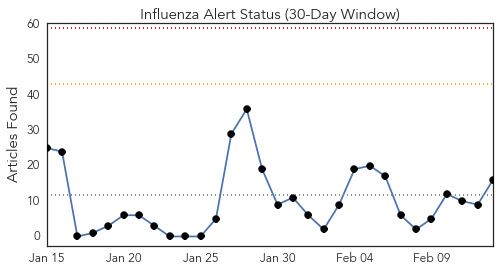 Influenza Alert Status (30-Day Window)
Articles Found
60
50
40
30
20
10
0
Jan 15
Jan 20
Jan 25
Jan 30
Feb 04
Feb 09